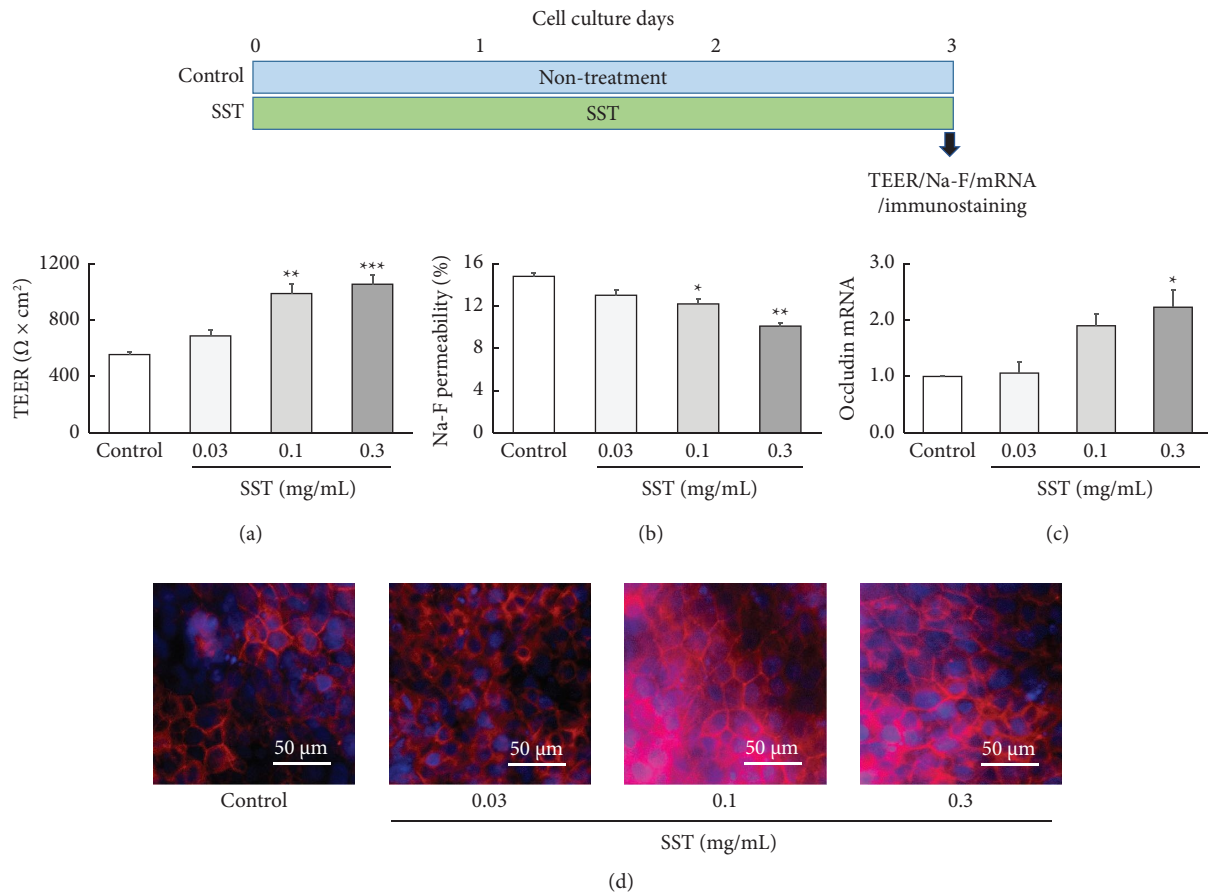 Cell culture days
0 1 2 3
Control Non-treatment
SST SST
TEER/Na-F/mRNA
/immunostaining
TEER (Ω × cm²)
1200
800
400
0
** ***
Control 0.03 0.1 0.3
SST (mg/mL)
(a)
Na-F permeability (%)
16
12
8
4
0
* **
Control 0.03 0.1 0.3
SST (mg/mL)
(b)
Occludin mRNA
3.0
2.0
1.0
0.0
*
Control 0.03 0.1 0.3
SST (mg/mL)
(c)
50 μm 50 μm 50 μm 50 μm
Control 0.03 0.1 0.3
SST (mg/mL)
(d)